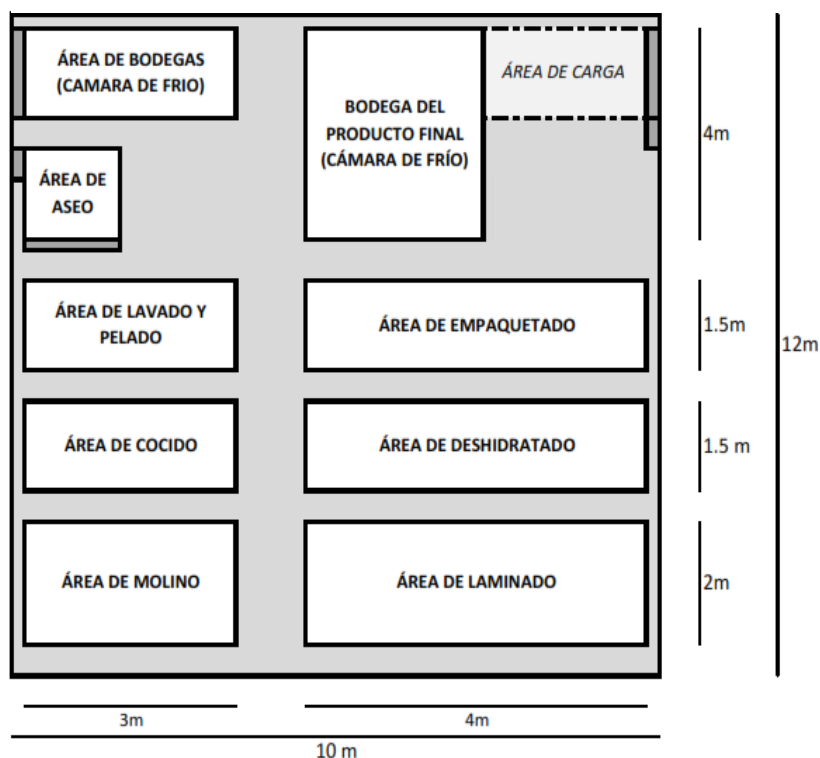 ÁREA DE BODEGAS
(CAMARA DE FRIO)
ÁREA DE CARGA
BODEGA DEL
PRODUCTO FINAL
(CÁMARA DE FRÍO)
4m
ÁREA DE
ASEO
ÁREA DE LAVADO Y
PELADO
ÁREA DE EMPAQUETADO
1.5m
12m
ÁREA DE COCIDO
ÁREA DE DESHIDRATADO
1.5 m
ÁREA DE MOLINO
ÁREA DE LAMINADO
2m
3m
4m
10 m